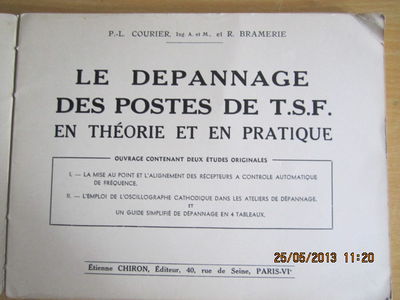 P.-L. COURIER, Ing. A. et M., et R. BRAMERIE
LE DEPANNAGE
DES POSTES DE T.S.F.
EN THÉORIE ET EN PRATIQUE
OUVRAGE CONTENANT DEUX ÉTUDES ORIGINALES
I. — LA MISE AU POINT ET L'ALIGNEMENT DES RÉCEPTEURS A CONTROLE AUTOMATIQUE
DE FRÉQUENCE.
II. — L'EMPLOI DE L'OSCILLOGRAPHE CATHODIQUE DANS LES ATELIERS DE DÉPANNAGE.
ET
UN GUIDE SIMPLIFIÉ DE DÉPANNAGE EN 4 TABLEAUX.
Étienne CHIRON, Éditeur, 40, rue de Seine, PARIS-VIᵉ
25/05/2013 11:20